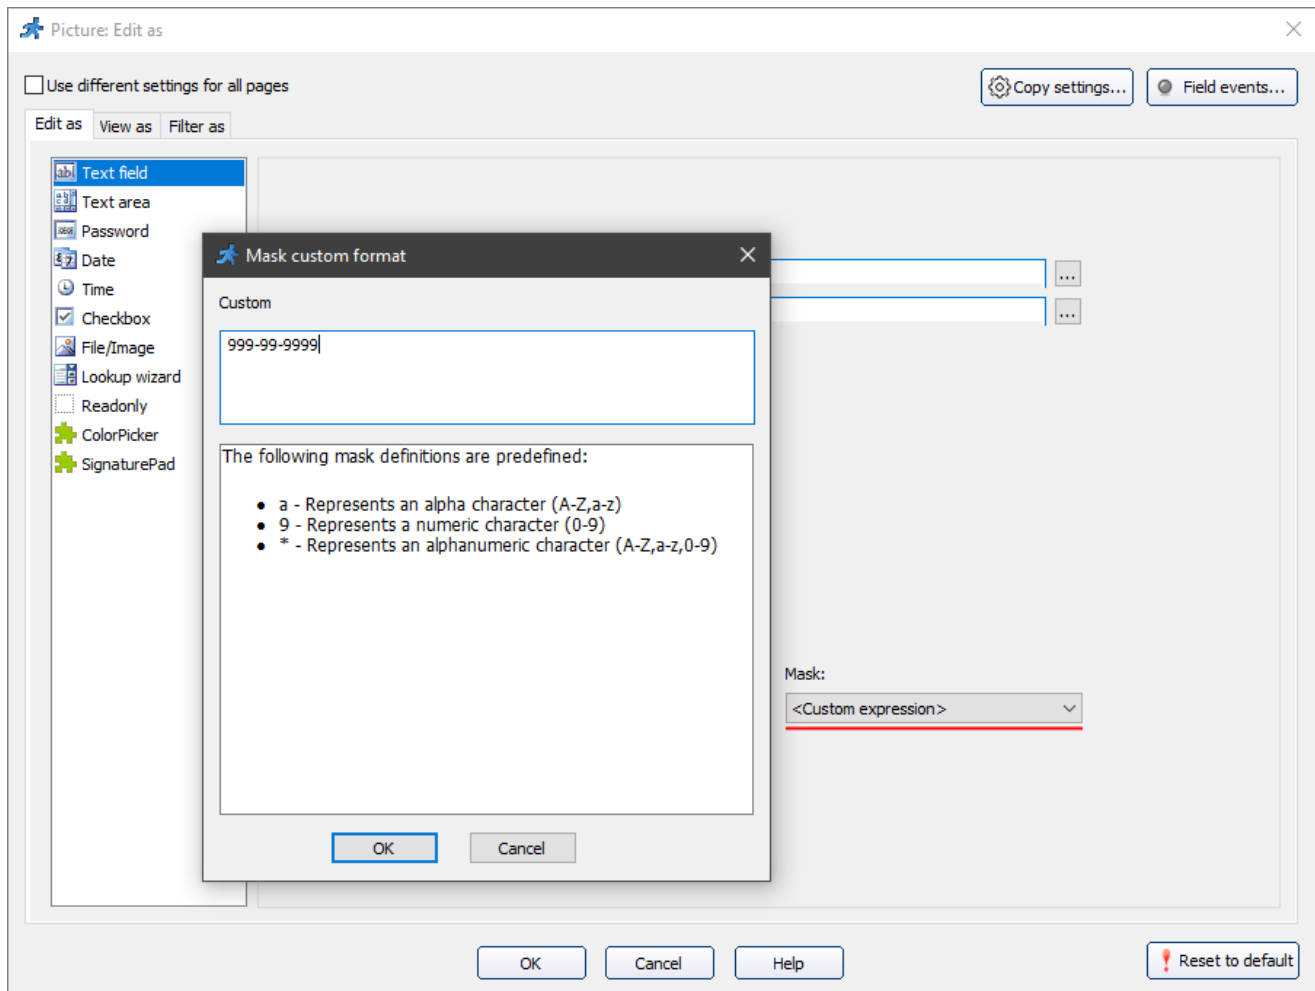 Picture: Edit as
Use different settings for all pages
Copy settings...
Field events...
Edit as View as Filter as
Text field
Text area
Password
Date
Time
Checkbox
File/Image
Lookup wizard
Readonly
ColorPicker
SignaturePad
...
...
Mask:
<Custom expression>
Mask custom format
Custom
999-99-9999
The following mask definitions are predefined:
• a - Represents an alpha character (A-Z,a-z)
• 9 - Represents a numeric character (0-9)
• * - Represents an alphanumeric character (A-Z,a-z,0-9)
OK Cancel
OK Cancel Help
Reset to default